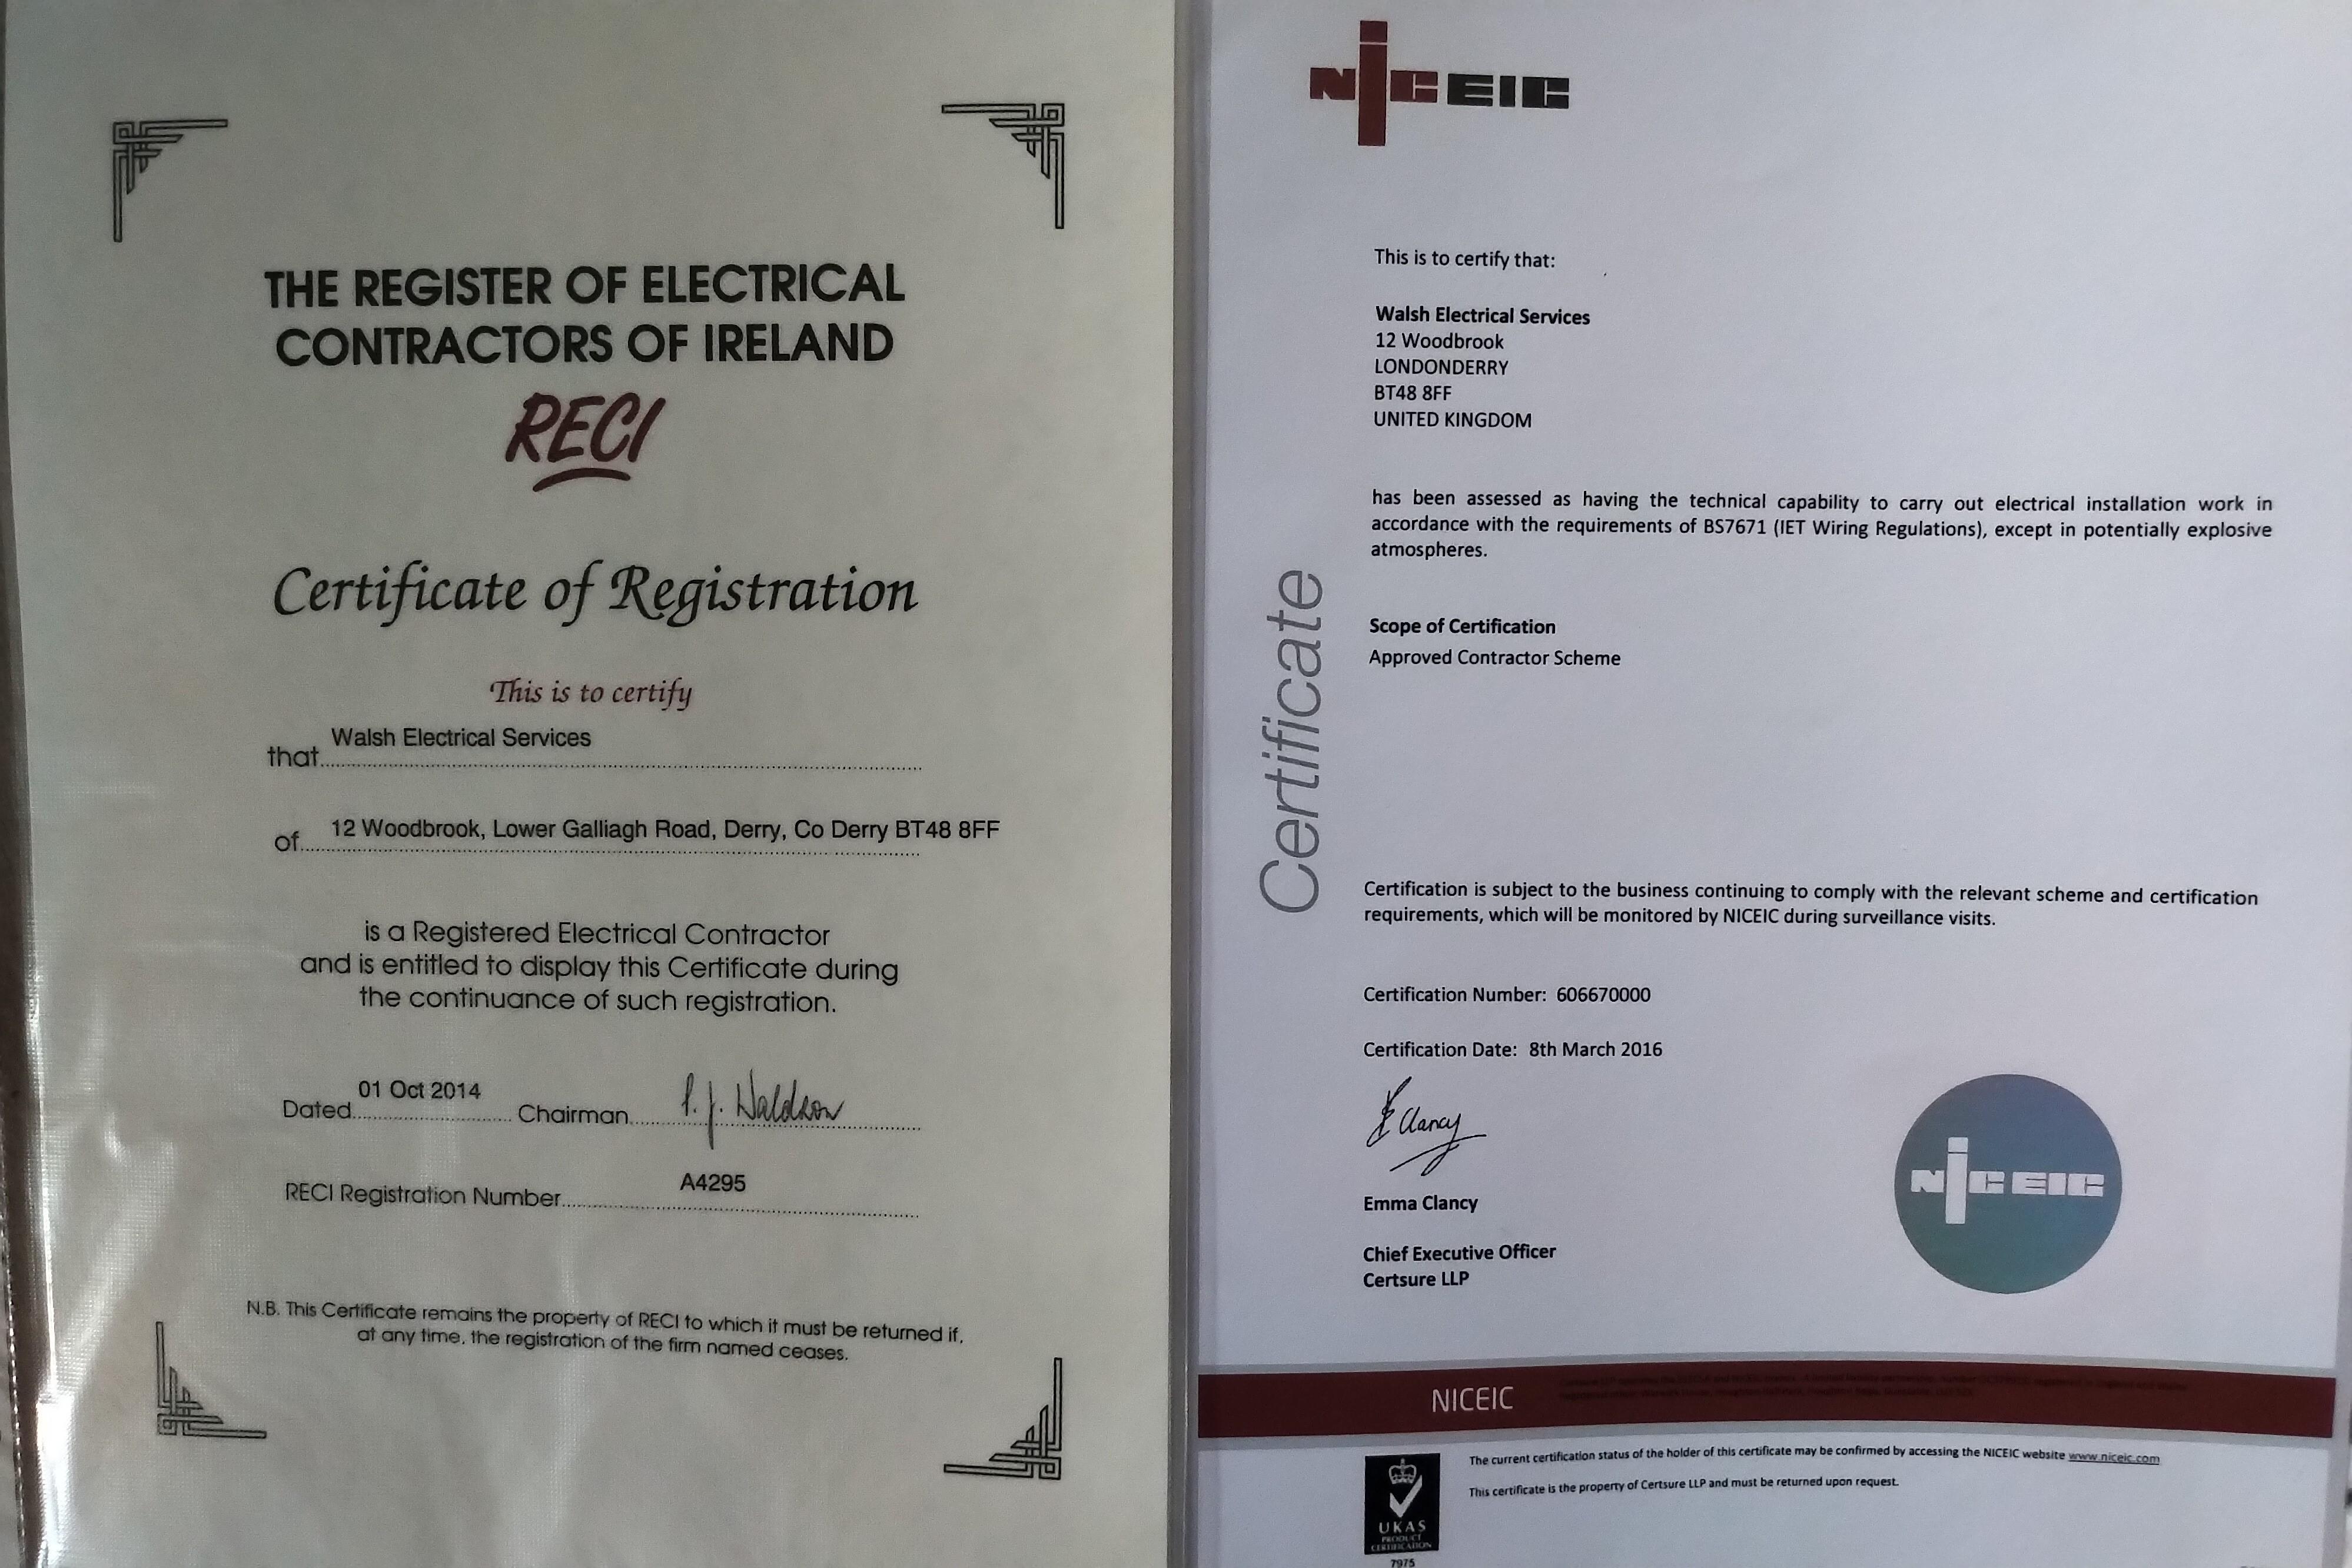 THE REGISTER OF ELECTRICAL
CONTRACTORS OF IRELAND
RECI
Certificate of Registration
This is to certify
that Walsh Electrical Services
of 12 Woodbrook, Lower Galliagh Road, Derry, Co Derry BT48 8FF
is a Registered Electrical Contractor
and is entitled to display this Certificate during
the continuance of such registration.
Dated 01 Oct 2014 Chairman P. J. Waldron
RECI Registration Number A4295
N.B. This Certificate remains the property of RECI to which it must be returned if,
at any time, the registration of the firm named ceases.
NICEIC
This is to certify that:
Walsh Electrical Services
12 Woodbrook
LONDONDERRY
BT48 8FF
UNITED KINGDOM
has been assessed as having the technical capability to carry out electrical installation work in
accordance with the requirements of BS7671 (IET Wiring Regulations), except in potentially explosive
atmospheres.
Certificate
Scope of Certification
Approved Contractor Scheme
Certification is subject to the business continuing to comply with the relevant scheme and certification
requirements, which will be monitored by NICEIC during surveillance visits.
Certification Number: 606670000
Certification Date: 8th March 2016
E Clancy
Emma Clancy
Chief Executive Officer
Certsure LLP
NICEIC
NICEIC
The current certification status of the holder of this certificate may be confirmed by accessing the NICEIC website www.niceic.com
This certificate is the property of Certsure LLP and must be returned upon request.
UKAS
PRODUCT
CERTIFICATION
7975